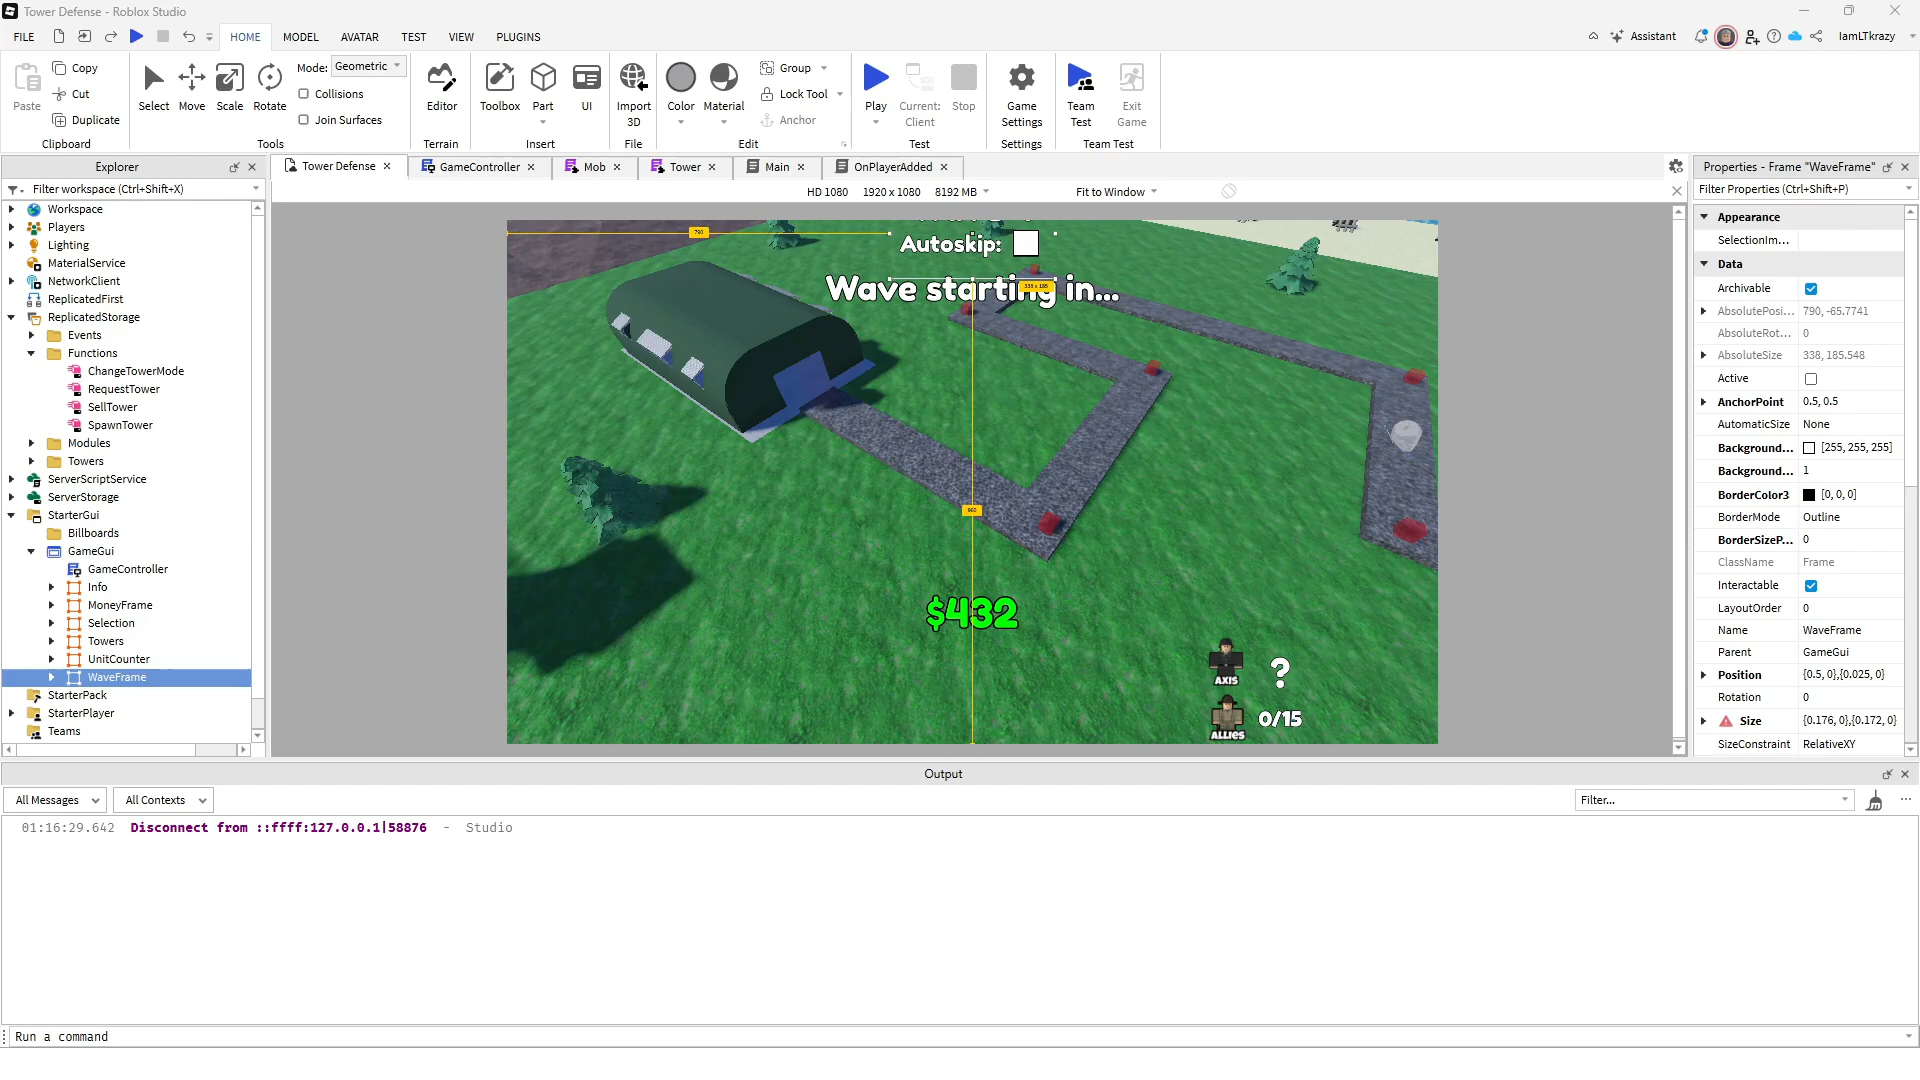 Tower Defense - Roblox Studio
FILE HOME MODEL AVATAR TEST VIEW PLUGINS Assistant IamLTkrazy
Paste Copy Cut Duplicate Clipboard
Select Move Scale Rotate Mode: Geometric Collisions Join Surfaces Tools
Editor Terrain
Toolbox Part UI Insert
Import 3D File
Color Material Group Lock Tool Anchor Edit
Play Current: Client Stop Test
Game Settings Settings
Team Test Exit Game Team Test
Explorer
Filter workspace (Ctrl+Shift+X)
Workspace
Players
Lighting
MaterialService
NetworkClient
ReplicatedFirst
ReplicatedStorage
Events
Functions
ChangeTowerMode
RequestTower
SellTower
SpawnTower
Modules
Towers
ServerScriptService
ServerStorage
StarterGui
Billboards
GameGui
GameController
Info
MoneyFrame
Selection
Towers
UnitCounter
WaveFrame
StarterPack
StarterPlayer
Teams
Tower Defense GameController Mob Tower Main OnPlayerAdded
HD 1080 1920 x 1080 8192 MB Fit to Window
790
Autoskip:
338 x 185
Wave starting in...
960
$432
AXIS ?
ALLIES 0/15
Properties - Frame "WaveFrame"
Filter Properties (Ctrl+Shift+P)
Appearance
SelectionIm...
Data
Archivable
AbsolutePosi... 790, -65.7741
AbsoluteRot... 0
AbsoluteSize 338, 185.548
Active
AnchorPoint 0.5, 0.5
AutomaticSize None
Background... [255, 255, 255]
Background... 1
BorderColor3 [0, 0, 0]
BorderMode Outline
BorderSizeP... 0
ClassName Frame
Interactable
LayoutOrder 0
Name WaveFrame
Parent GameGui
Position {0.5, 0},{0.025, 0}
Rotation 0
Size {0.176, 0},{0.172, 0}
SizeConstraint RelativeXY
Output
All Messages All Contexts Filter...
01:16:29.642 Disconnect from ::ffff:127.0.0.1|58876 - Studio
Run a command